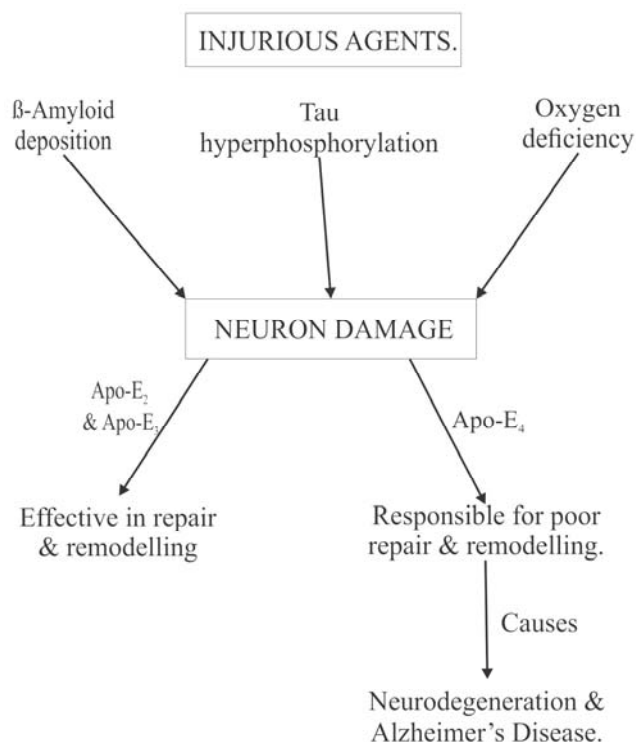 INJURIOUS AGENTS.
ß-Amyloid
deposition
Tau
hyperphosphorylation
Oxygen
deficiency
NEURON DAMAGE
Apo-E₂
& Apo-E₃
Apo-E₄
Effective in repair
& remodelling
Responsible for poor
repair & remodelling.
Causes
Neurodegeneration &
Alzheimer’s Disease.